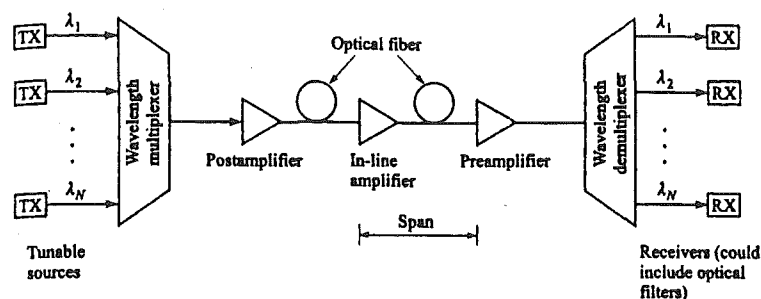 TX
λ1
TX
λ2
TX
λN
Tunable
sources
Wavelength
multiplexer
Postamplifier
Optical fiber
In-line
amplifier
Span
Preamplifier
Wavelength
demultiplexer
λ1
RX
λ2
RX
λN
RX
Receivers (could
include optical
filters)